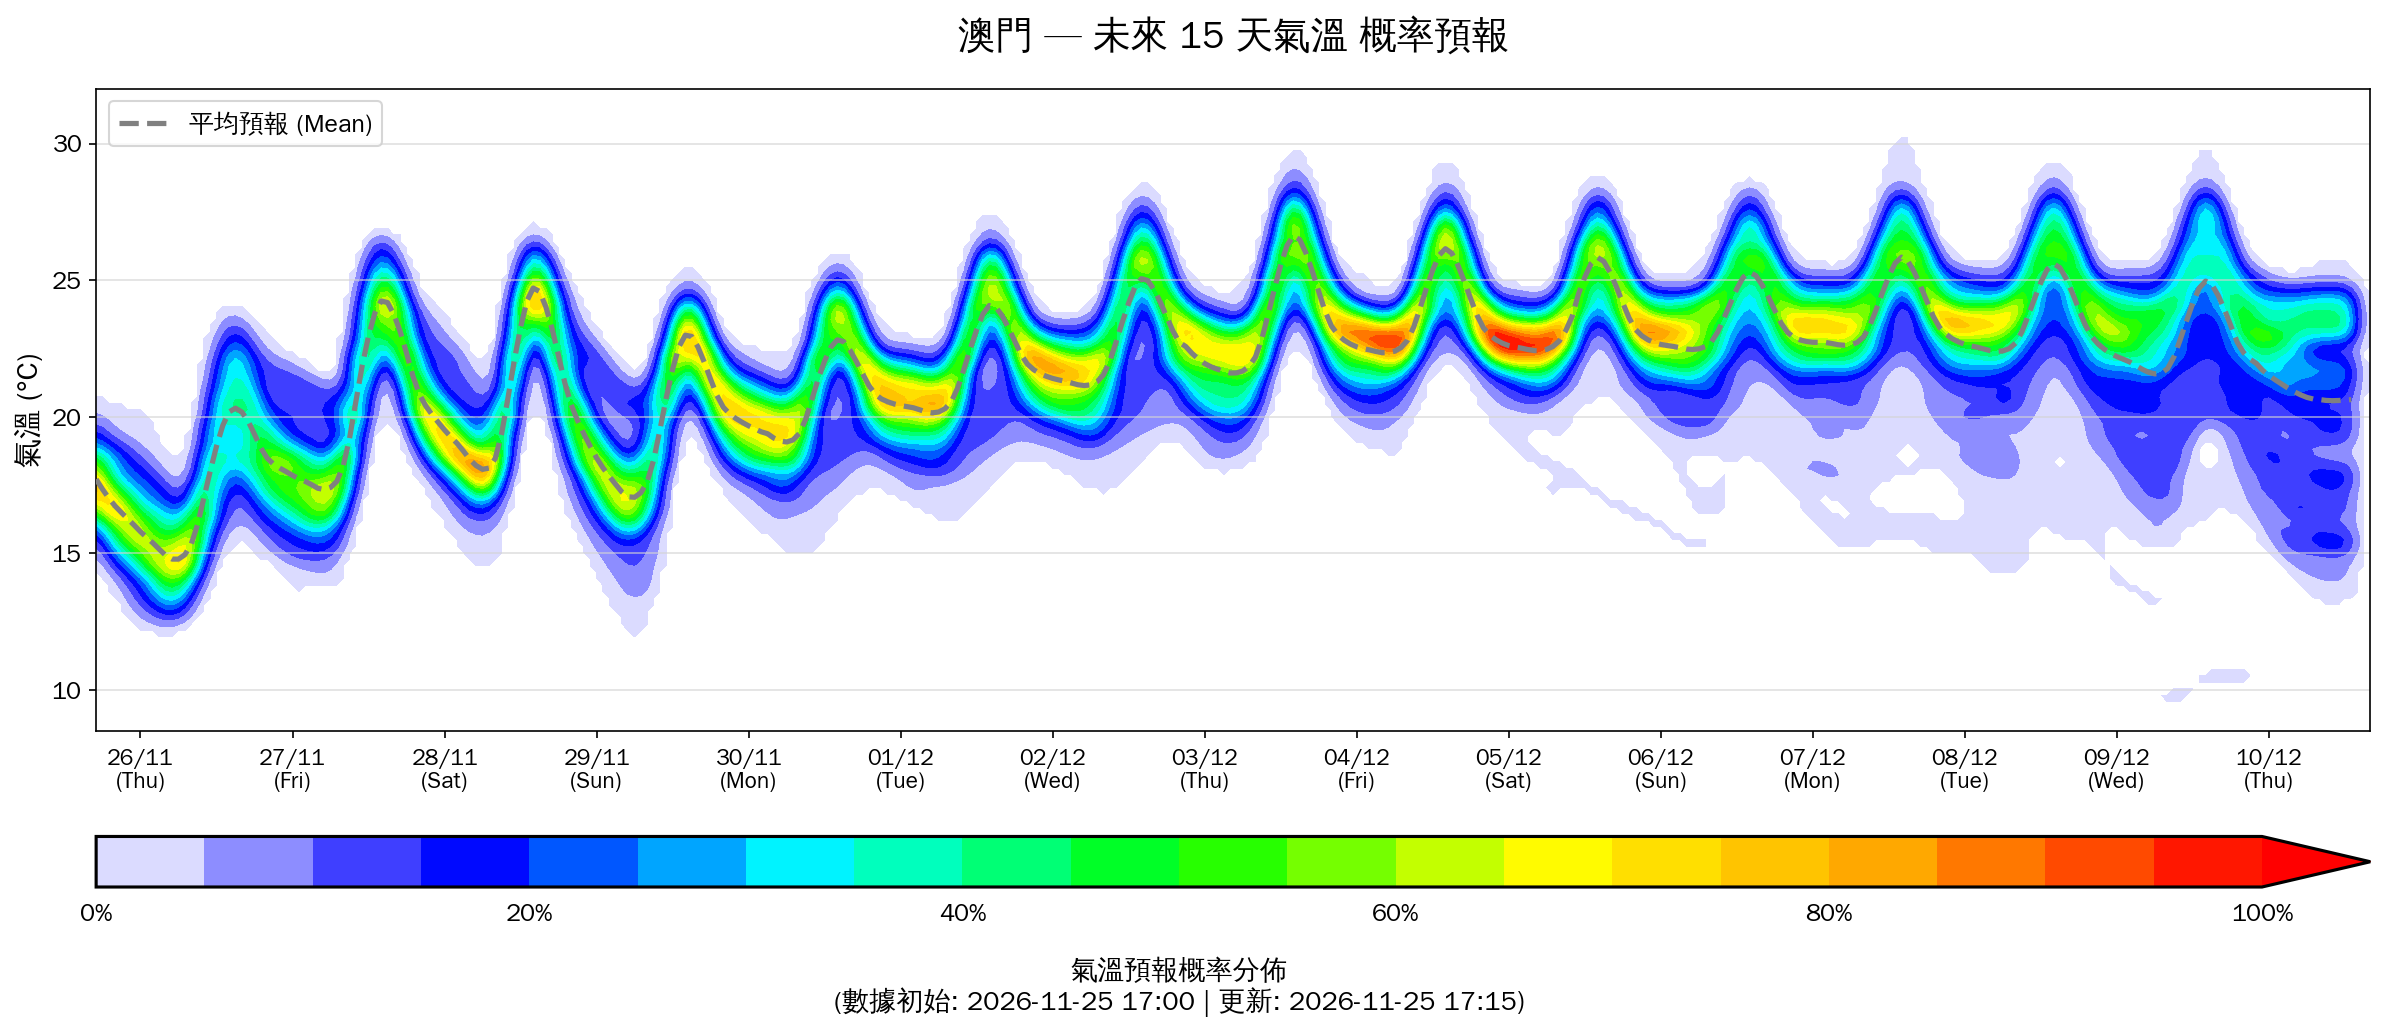 澳門 — 未來 15 天氣溫 概率預報
平均預報 (Mean)
氣溫 (°C)
30
25
20
15
10
26/11 (Thu)
27/11 (Fri)
28/11 (Sat)
29/11 (Sun)
30/11 (Mon)
01/12 (Tue)
02/12 (Wed)
03/12 (Thu)
04/12 (Fri)
05/12 (Sat)
06/12 (Sun)
07/12 (Mon)
08/12 (Tue)
09/12 (Wed)
10/12 (Thu)
0% 20% 40% 60% 80% 100%
氣溫預報概率分佈
(數據初始: 2026-11-25 17:00 | 更新: 2026-11-25 17:15)